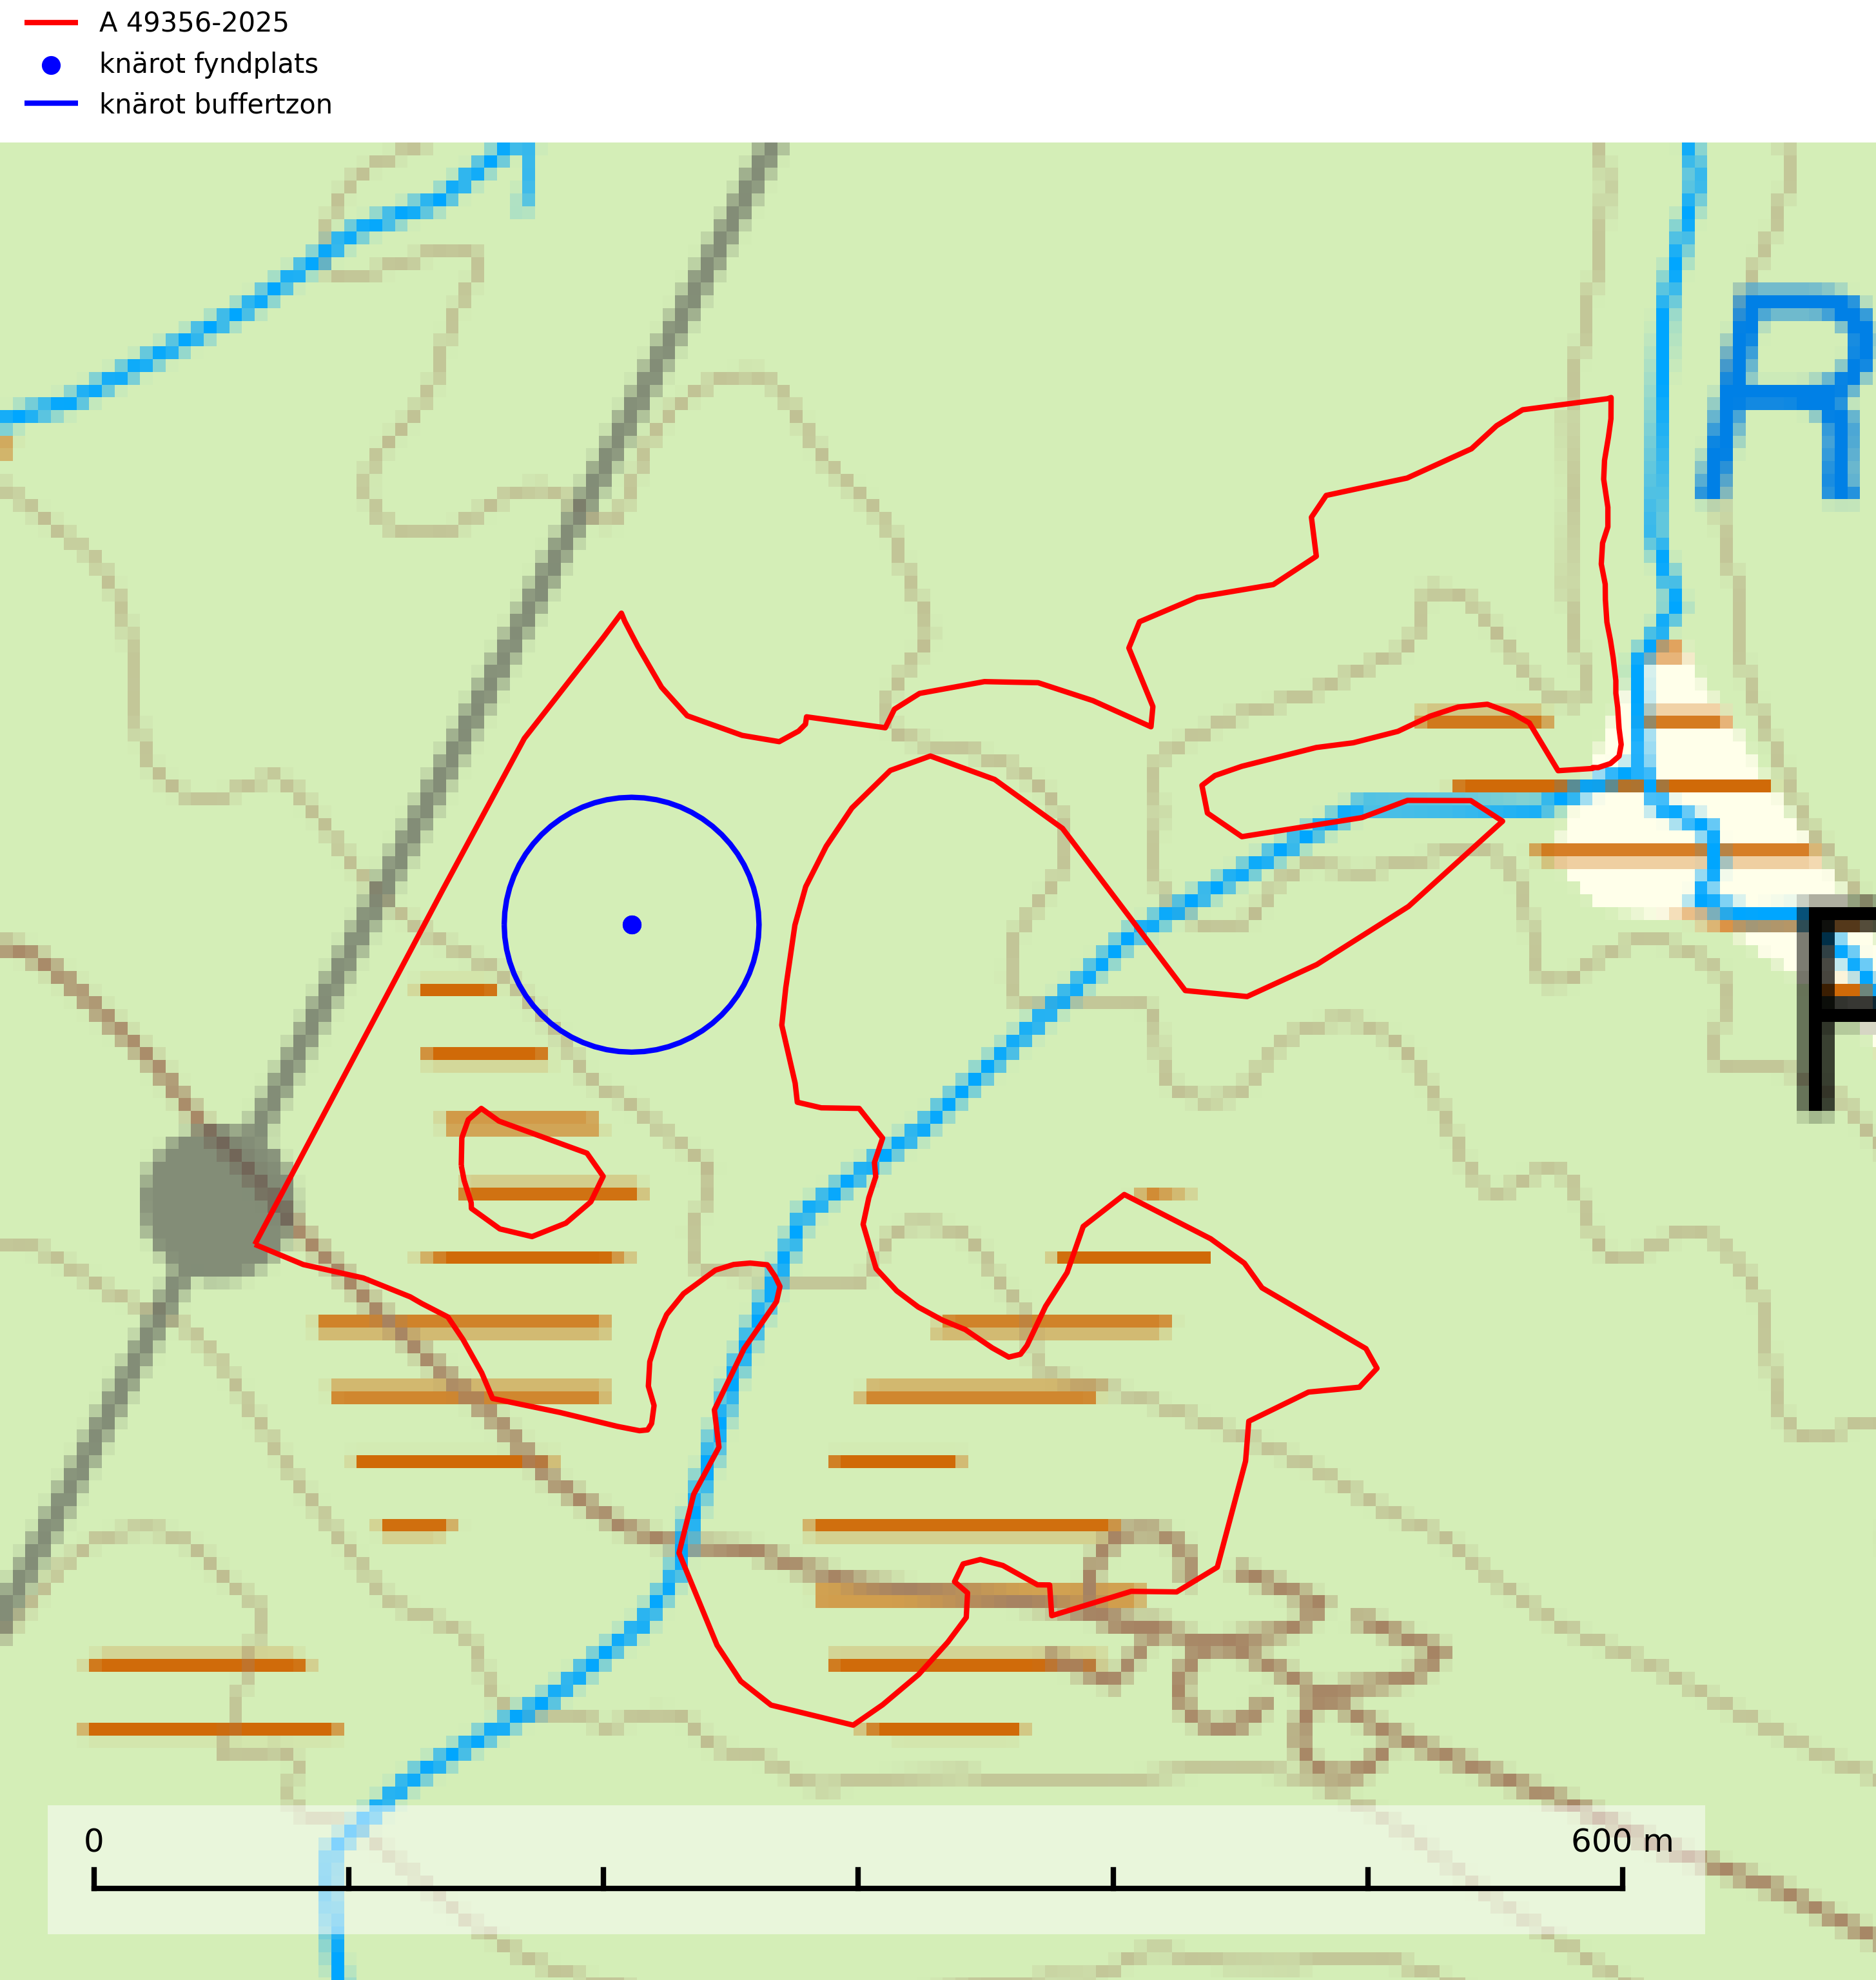 A 49356-2025
knärot fyndplats
knärot buffertzon
R
0 600 m